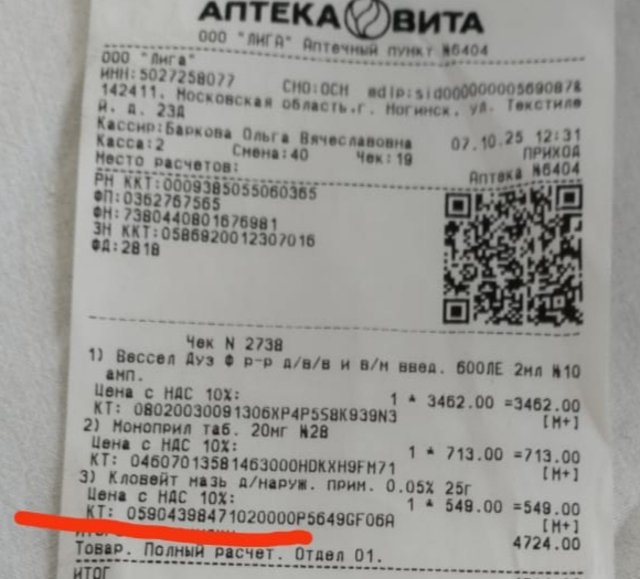 АПТЕКА ВИТА
ООО "ЛИГА" Аптечный пункт №6404
ООО "Лига"
ИНН:5027258077 СНО:ОСН
142411, Московская область,г. Ногинск, ул. Текстиле
й, д. 23Д
Кассир:Баркова Ольга Вячеславовна 07.10.25 12:31
Касса:2 Смена:40 Чек:19 ПРИХОД
Место расчетов: Аптека №6404
РН ККТ:0009385055060365
ФП:0362767565
ФН:7380440801676981
ЗН ККТ:0586920012307016
ФД:2818
Чек N 2738
1) Вессел Дуэ Ф р-р д/в/в и в/м введ. 600ЛЕ 2мл №10
амп.
Цена с НДС 10%: 1 * 3462.00 =3462.00
КТ: 08020030091306XP4P5S8K939N3 [М+]
2) Моноприл таб. 20мг №28
Цена с НДС 10%: 1 * 713.00 =713.00
КТ: 04607013581463000HDKXH9FM71 [М+]
3) Кловейт мазь д/наруж. прим. 0.05% 25г
Цена с НДС 10%: 1 * 549.00 =549.00
КТ: 05904398471020000P5649GF06A [М+]
4724.00
Товар. Полный расчет. Отдел 01.
ИТОГ